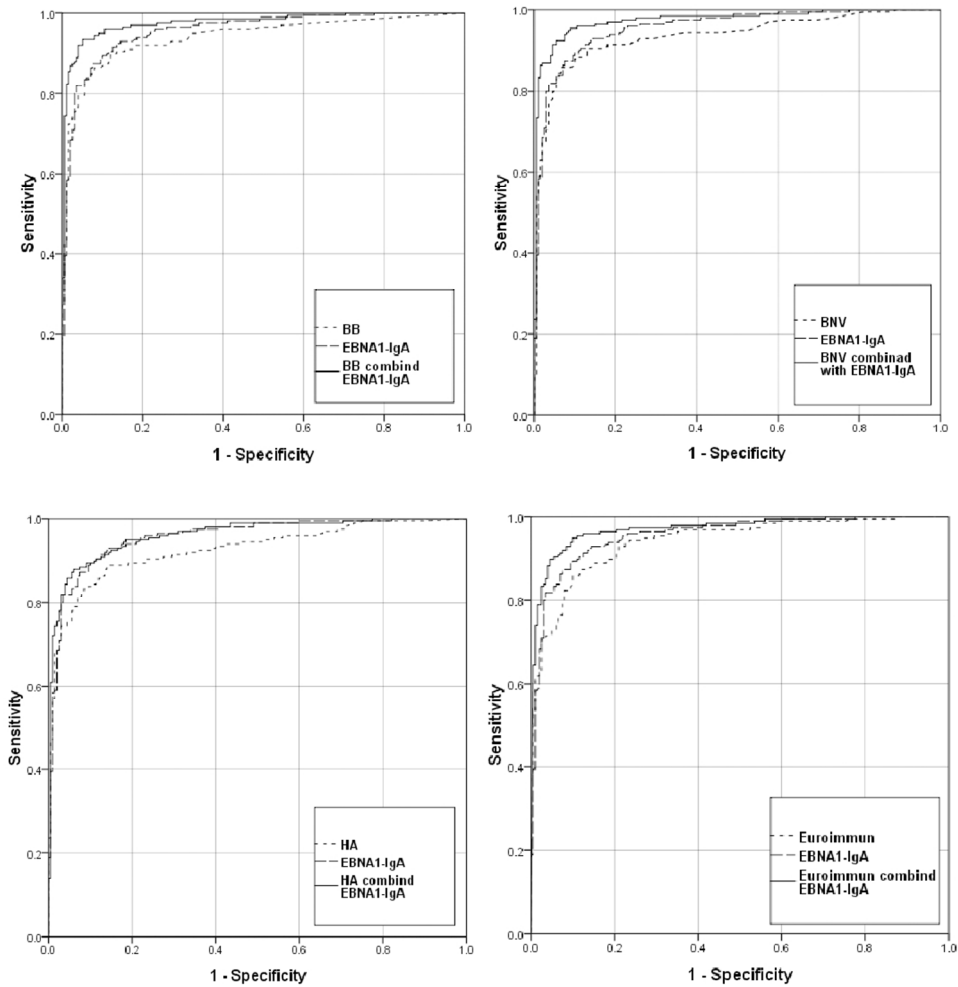 1.0
0.8
0.6
0.4
0.2
0.0
Sensitivity
0.0 0.2 0.4 0.6 0.8 1.0
1 - Specificity
BB
EBNA1-IgA
BB combind
EBNA1-IgA
1.0
0.8
0.6
0.4
0.2
0.0
Sensitivity
0.0 0.2 0.4 0.6 0.8 1.0
1 - Specificity
BNV
EBNA1-IgA
BNV combinad
with EBNA1-IgA
1.0
0.8
0.6
0.4
0.2
0.0
Sensitivity
0.0 0.2 0.4 0.6 0.8 1.0
1 - Specificity
HA
EBNA1-IgA
HA combind
EBNA1-IgA
1.0
0.8
0.6
0.4
0.2
0.0
Sensitivity
0.0 0.2 0.4 0.6 0.8 1.0
1 - Specificity
Euroimmun
EBNA1-IgA
Euroimmun combind
EBNA1-IgA